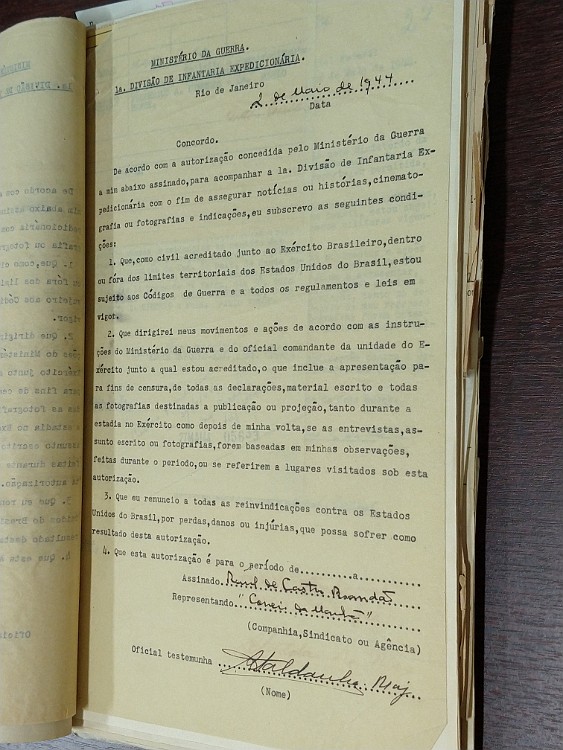 MINISTÉRIO DA GUERRA.
1a. DIVISÃO DE INFANTARIA EXPEDICIONÁRIA.
Rio de Janeiro 2 de Maio de 1944
Data
Concordo.
De acordo com a autorização concedida pelo Ministério da Guerra
a mim abaixo assinado,para acompanhar a 1a. Divisão de Infantaria Ex-
pedicionária com o fim de assegurar notícias ou histórias,cinemato-
grafia ou fotografias e indicações,eu subscrevo as seguintes condi-
ções:
1. Que,como civil acreditado junto ao Exército Brasileiro,dentro
ou fóra dos limites territoriais dos Estados Unidos do Brasil,estou
sujeito aos Códigos de Guerra e a todos os regulamentos e leis em
vigor.
2. Que dirigirei meus movimentos e ações de acordo com as instru-
ções do Ministério da Guerra e do oficial comandante da unidade do E-
xército junto a qual estou acreditado,o que inclue a apresentação pa-
ra fins de censura,de todas as declarações,material escrito e todas
as fotografias destinadas a publicação ou projeção,tanto durante a
estadia no Exército como depois de minha volta,se as entrevistas,as-
sunto escrito ou fotografias,forem baseadas em minhas observações,
feitas durante o periodo,ou se referirem a lugares visitados sob esta
autorização.
3. Que eu renuncio a todas as reinvindicações contra os Estados
Unidos do Brasil,por perdas,danos ou injúrias,que possa sofrer como
resultado desta autorização.
4. Que esta autorização é para o período de..........a...........
Assinado Raul de Castro Brandão
Representando "Correio da Manhã"
(Companhia,Sindicato ou Agência)
Oficial testemunha Maj
(Nome)